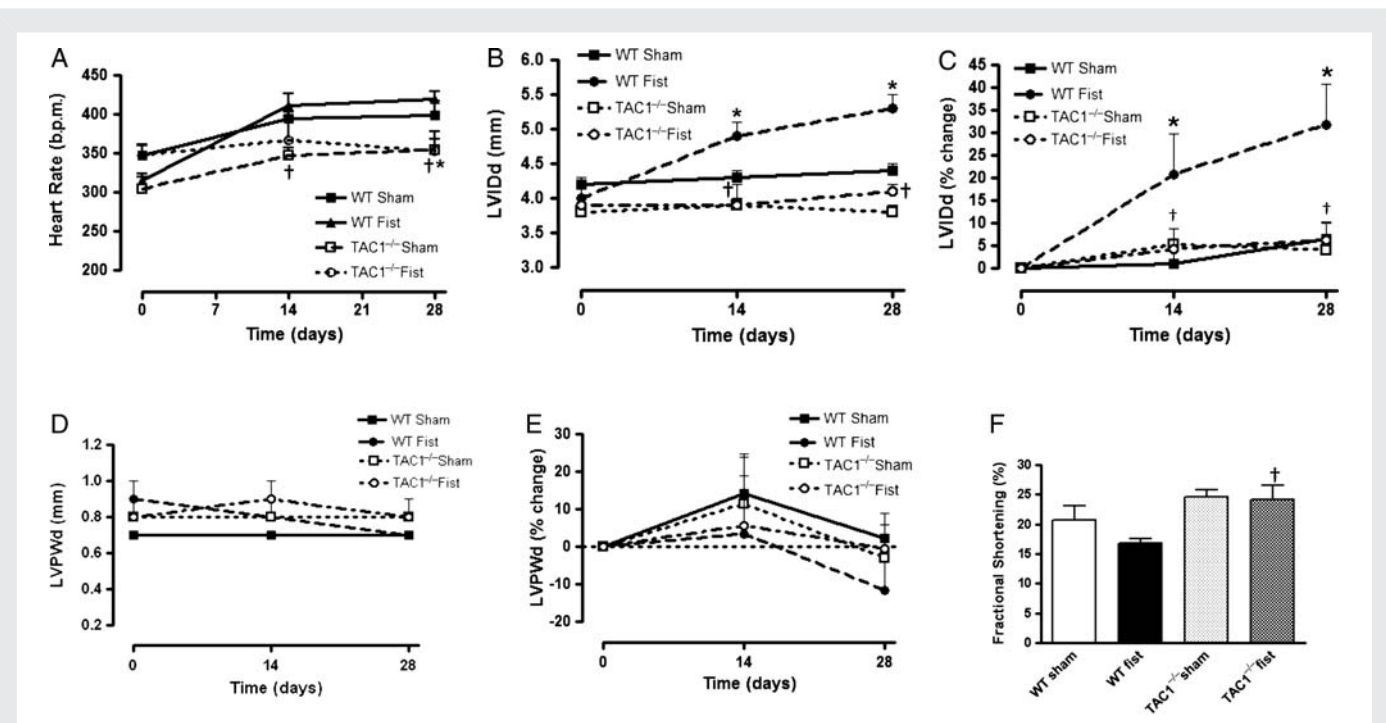 A
450
400
350
300
250
200
Heart Rate (b.p.m.)
†
†*
WT Sham
WT Fist
TAC1−/−Sham
TAC1−/−Fist
0 7 14 21 28
Time (days)
B
WT Sham
WT Fist
TAC1−/−Sham
TAC1−/−Fist
6.0
5.5
5.0
4.5
4.0
3.5
3.0
LVIDd (mm)
*
*
†
†
0 14 28
Time (days)
C
WT Sham
WT Fist
TAC1−/−Sham
TAC1−/−Fist
45
40
35
30
25
20
15
10
5
0
LVIDd (% change)
*
*
†
†
0 14 28
Time (days)
D
WT Sham
WT Fist
TAC1−/−Sham
TAC1−/−Fist
1.2
1.0
0.8
0.6
0.4
0.2
LVPWd (mm)
0 14 28
Time (days)
E
WT Sham
WT Fist
TAC1−/−Sham
TAC1−/−Fist
30
20
10
0
-10
-20
LVPWd (% change)
0 14 28
Time (days)
F
30
25
20
15
10
5
0
Fractional Shortening (%)
†
WT sham
WT fist
TAC1−/−sham
TAC1−/−fist